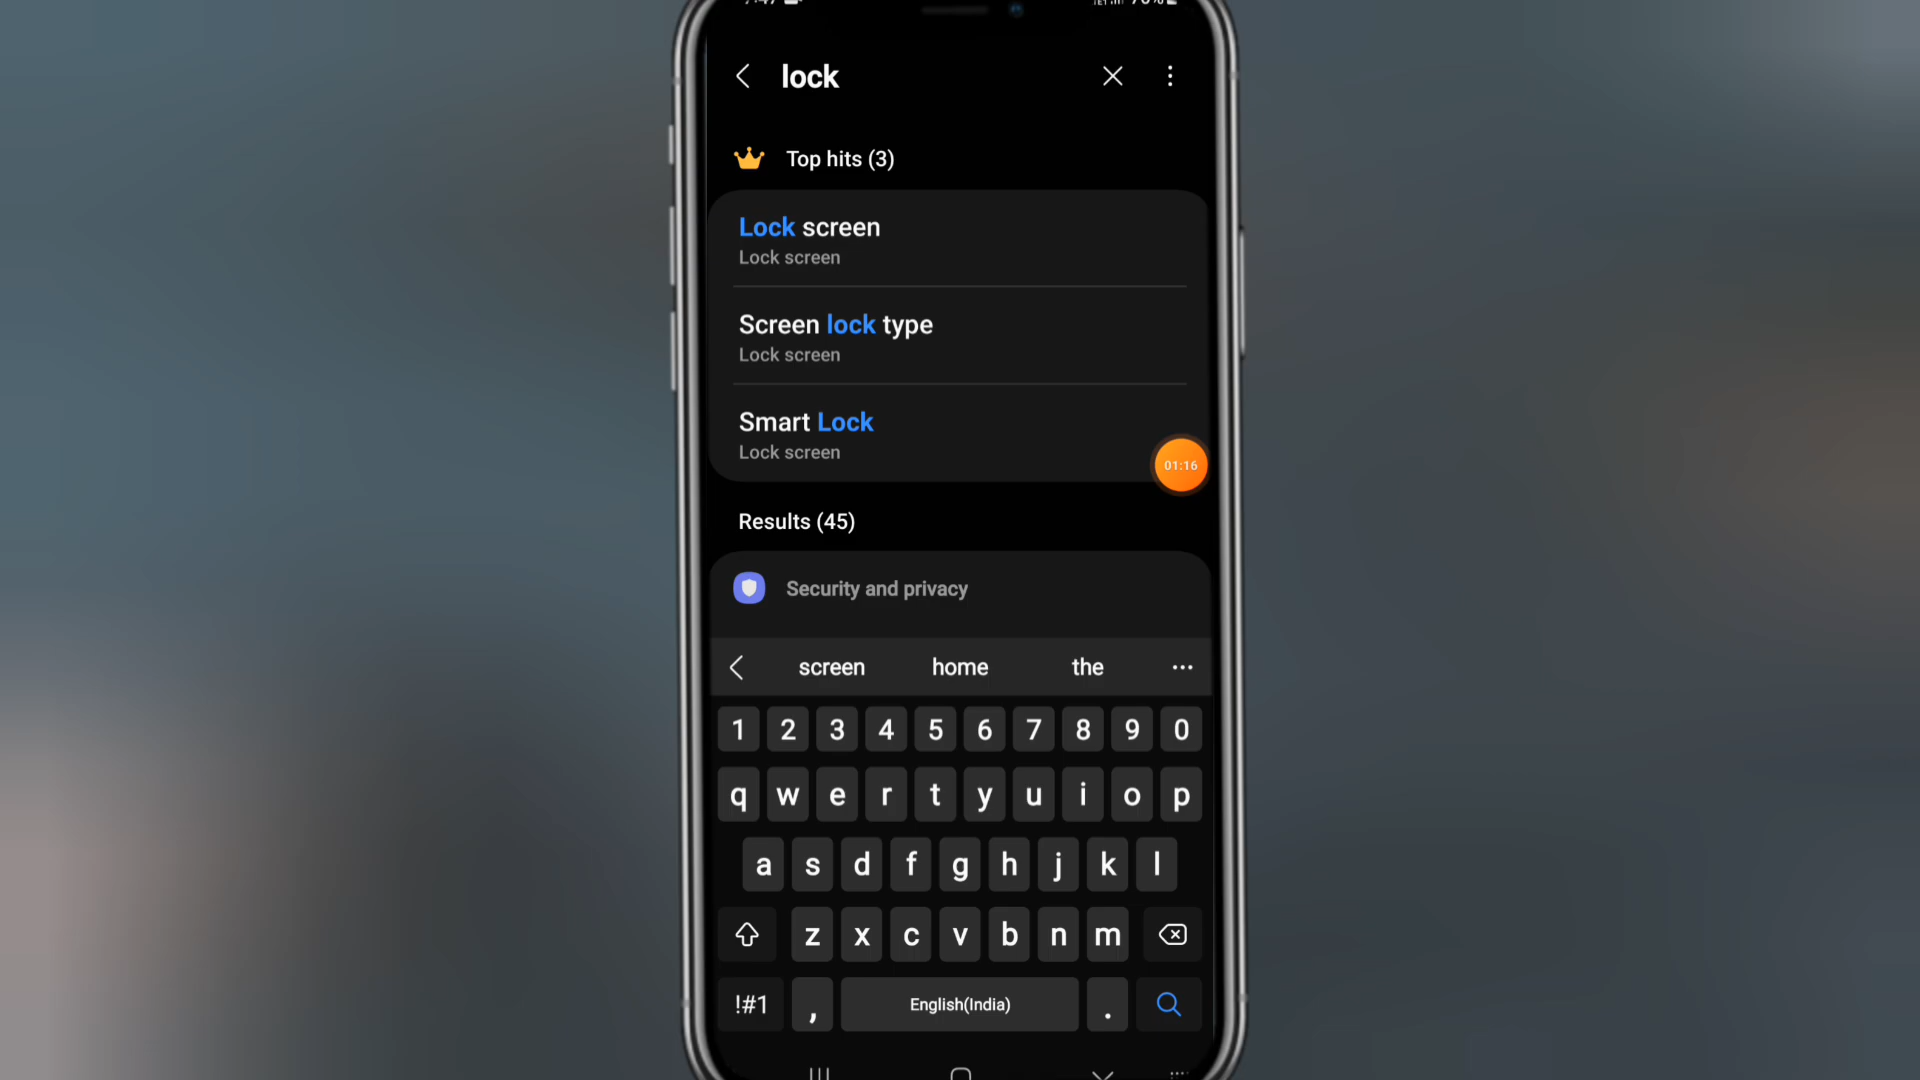 lock
Top hits (3)
Lock screen
Lock screen
Screen lock type
Lock screen
Smart Lock
Lock screen
01:16
Results (45)
Security and privacy
screen home the
1 2 3 4 5 6 7 8 9 0
q w e r t y u i o p
a s d f g h j k l
z x c v b n m
!#1 , English(India) .